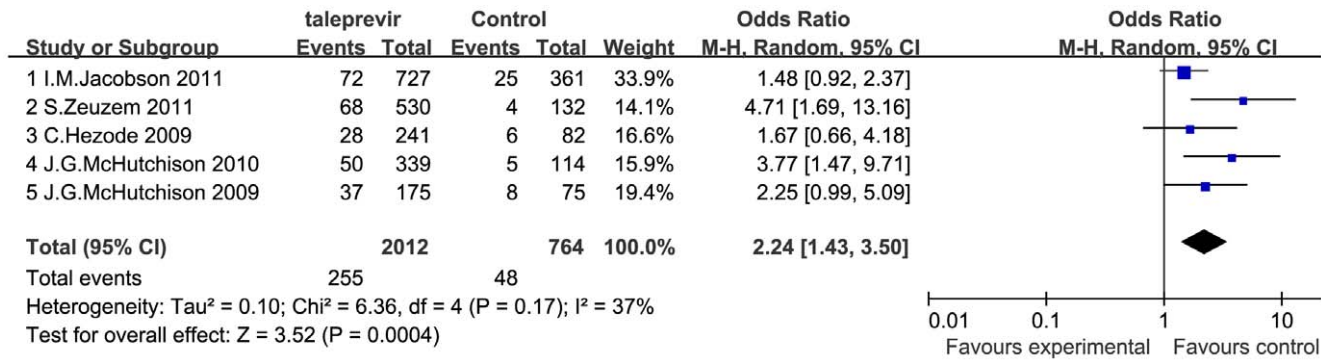 taleprevir Control Odds Ratio Odds Ratio
Study or Subgroup Events Total Events Total Weight M-H, Random, 95% CI M-H, Random, 95% CI
1 I.M.Jacobson 2011 72 727 25 361 33.9% 1.48 [0.92, 2.37]
2 S.Zeuzem 2011 68 530 4 132 14.1% 4.71 [1.69, 13.16]
3 C.Hezode 2009 28 241 6 82 16.6% 1.67 [0.66, 4.18]
4 J.G.McHutchison 2010 50 339 5 114 15.9% 3.77 [1.47, 9.71]
5 J.G.McHutchison 2009 37 175 8 75 19.4% 2.25 [0.99, 5.09]
Total (95% CI) 2012 764 100.0% 2.24 [1.43, 3.50]
Total events 255 48
Heterogeneity: Tau² = 0.10; Chi² = 6.36, df = 4 (P = 0.17); I² = 37%
Test for overall effect: Z = 3.52 (P = 0.0004)
0.01 0.1 1 10
Favours experimental Favours control